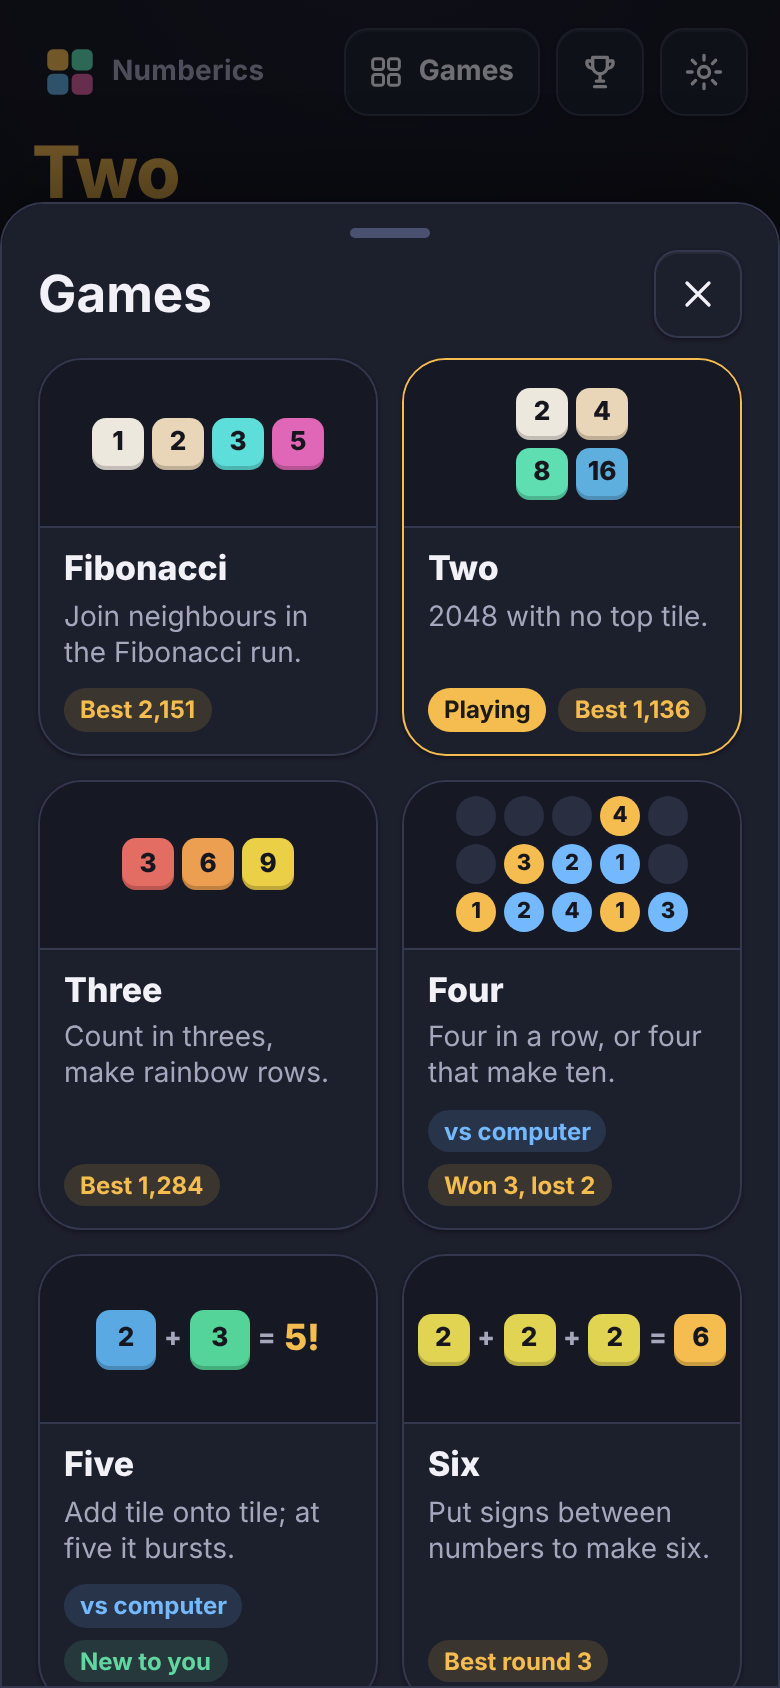 Numberics
Games
Two
Games
1 2 3 5
Fibonacci
Join neighbours in
the Fibonacci run.
Best 2,151
2 4
8 16
Two
2048 with no top tile.
Playing Best 1,136
3 6 9
Three
Count in threes,
make rainbow rows.
Best 1,284
4
3 2 1
1 2 4 1 3
Four
Four in a row, or four
that make ten.
vs computer
Won 3, lost 2
2 + 3 = 5!
Five
Add tile onto tile; at
five it bursts.
vs computer
New to you
2 + 2 + 2 = 6
Six
Put signs between
numbers to make six.
Best round 3